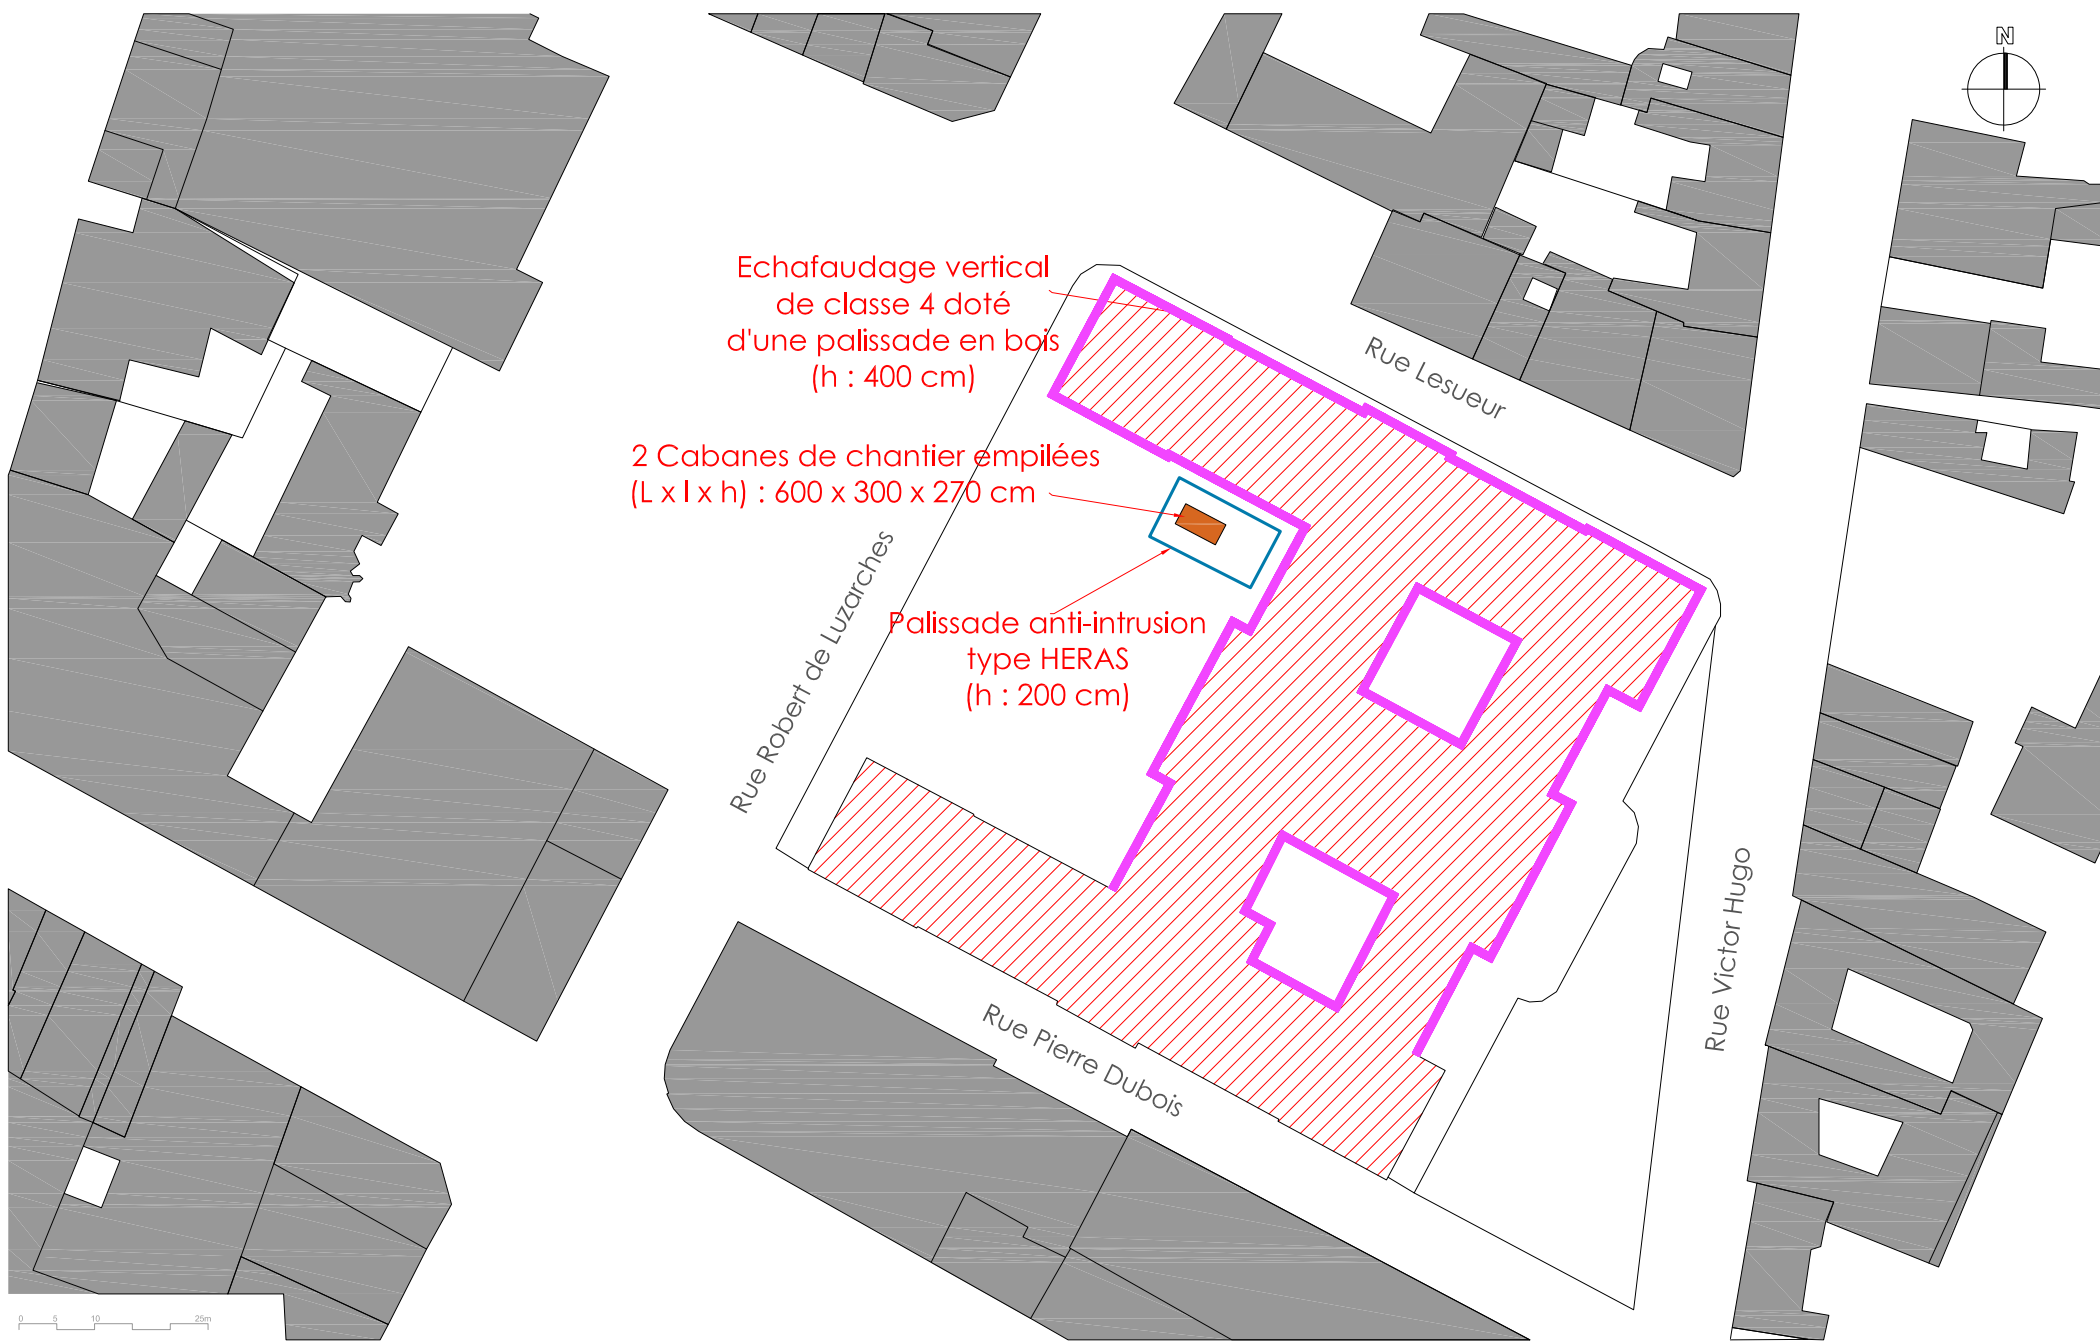 N
Echafaudage vertical
de classe 4 doté
d'une palissade en bois
(h : 400 cm)
Rue Lesueur
2 Cabanes de chantier empilées
(L x l x h) : 600 x 300 x 270 cm
Rue Robert de Luzarches
Palissade anti-intrusion
type HERAS
(h : 200 cm)
Rue Victor Hugo
Rue Pierre Dubois
0 5 10 25m